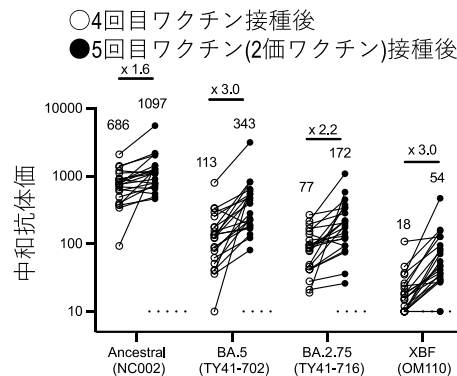 ○4回目ワクチン接種後
●5回目ワクチン(2価ワクチン)接種後
x 1.6
x 3.0
x 2.2
x 3.0
686
1097
113
343
77
172
18
54
中和抗体価
10000
1000
100
10
Ancestral
(NC002)
BA.5
(TY41-702)
BA.2.75
(TY41-716)
XBF
(OM110)